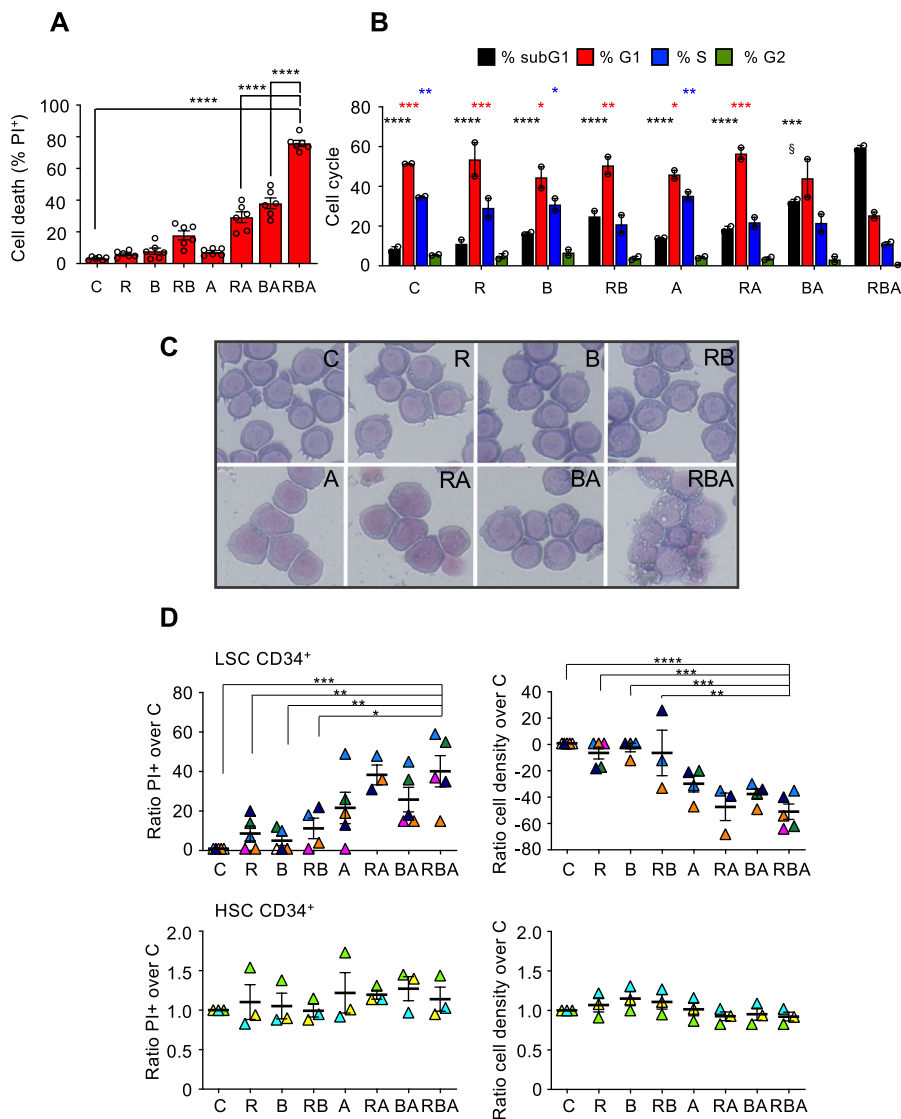 A
Cell death (% PI⁺)
100
80
60
40
20
0
****
****
****
C R B RB A RA BA RBA
B
% subG1 % G1 % S % G2
Cell cycle
80
60
40
20
0
** * **
*** *** * ** * ***
**** **** **** **** **** **** ***
§
C R B RB A RA BA RBA
C
C R B RB
A RA BA RBA
D
LSC CD34⁺
Ratio PI+ over C
80
60
40
20
0
***
**
**
*
C R B RB A RA BA RBA
Ratio cell density over C
40
20
0
-20
-40
-60
-80
****
***
***
**
C R B RB A RA BA RBA
HSC CD34⁺
Ratio PI+ over C
2.0
1.5
1.0
0.5
0
C R B RB A RA BA RBA
Ratio cell density over C
2.0
1.5
1.0
0.5
0
C R B RB A RA BA RBA